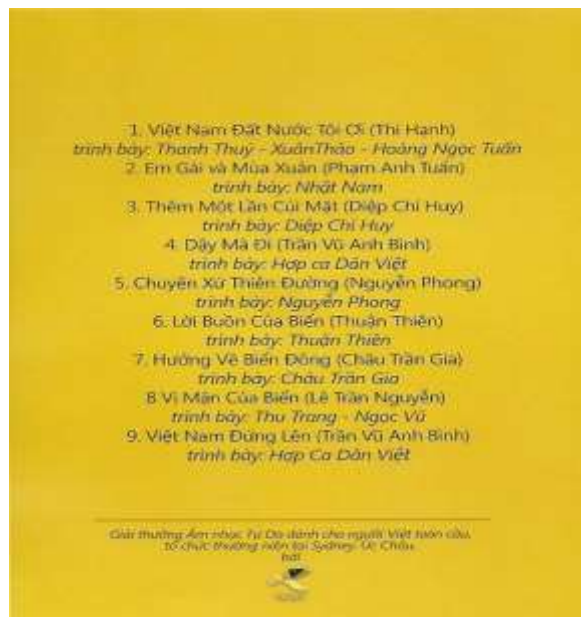 1. Việt Nam Đất Nước Tôi Ơi (Thi Hạnh)
trình bày: Thanh Thuý - XuânThảo - Hoàng Ngọc Tuấn
2. Em Gái và Mùa Xuân (Phạm Anh Tuấn)
trình bày: Nhật Nam
3. Thêm Một Lần Cúi Mặt (Diệp Chí Huy)
trình bày: Diệp Chí Huy
4. Dậy Mà Đi (Trần Vũ Anh Bình)
trình bày: Hợp ca Dân Việt
5. Chuyện Xứ Thiên Đường (Nguyễn Phong)
trình bày: Nguyễn Phong
6. Lời Buồn Của Biển (Thuận Thiên)
trình bày: Thuận Thiên
7. Hướng Về Biển Đông (Châu Trần Gia)
trình bày: Châu Trần Gia
8 Vị Mặn Của Biển (Lê Trần Nguyễn)
trình bày: Thu Trang - Ngọc Vũ
9. Việt Nam Đứng Lên (Trần Vũ Anh Bình)
trình bày: Hợp Ca Dân Việt
Giải thưởng Âm nhạc Tự Do dành cho người Việt toàn cầu,
tổ chức thường niên tại Sydney, Úc Châu,
bởi